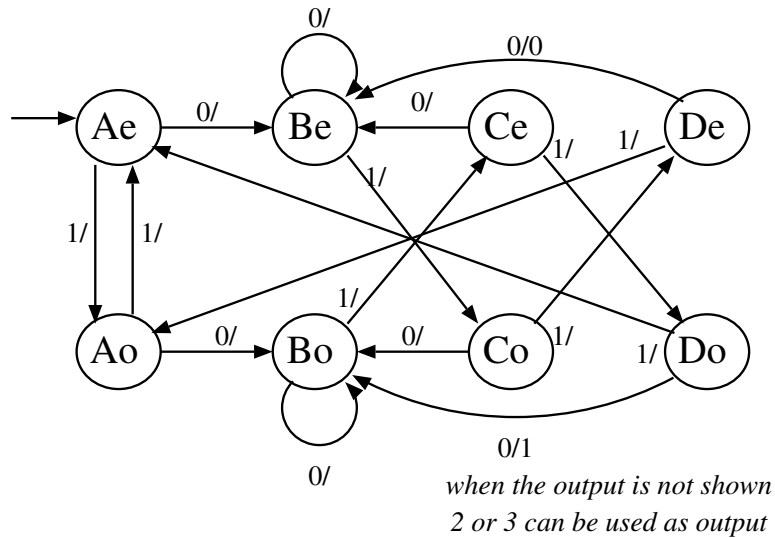 0/
0/0
0/
0/
Ae
Be
Ce
De
1/
1/
1/
1/
1/
1/
0/
0/
Ao
Bo
Co
Do
1/
1/
0/
0/1
when the output is not shown
2 or 3 can be used as output